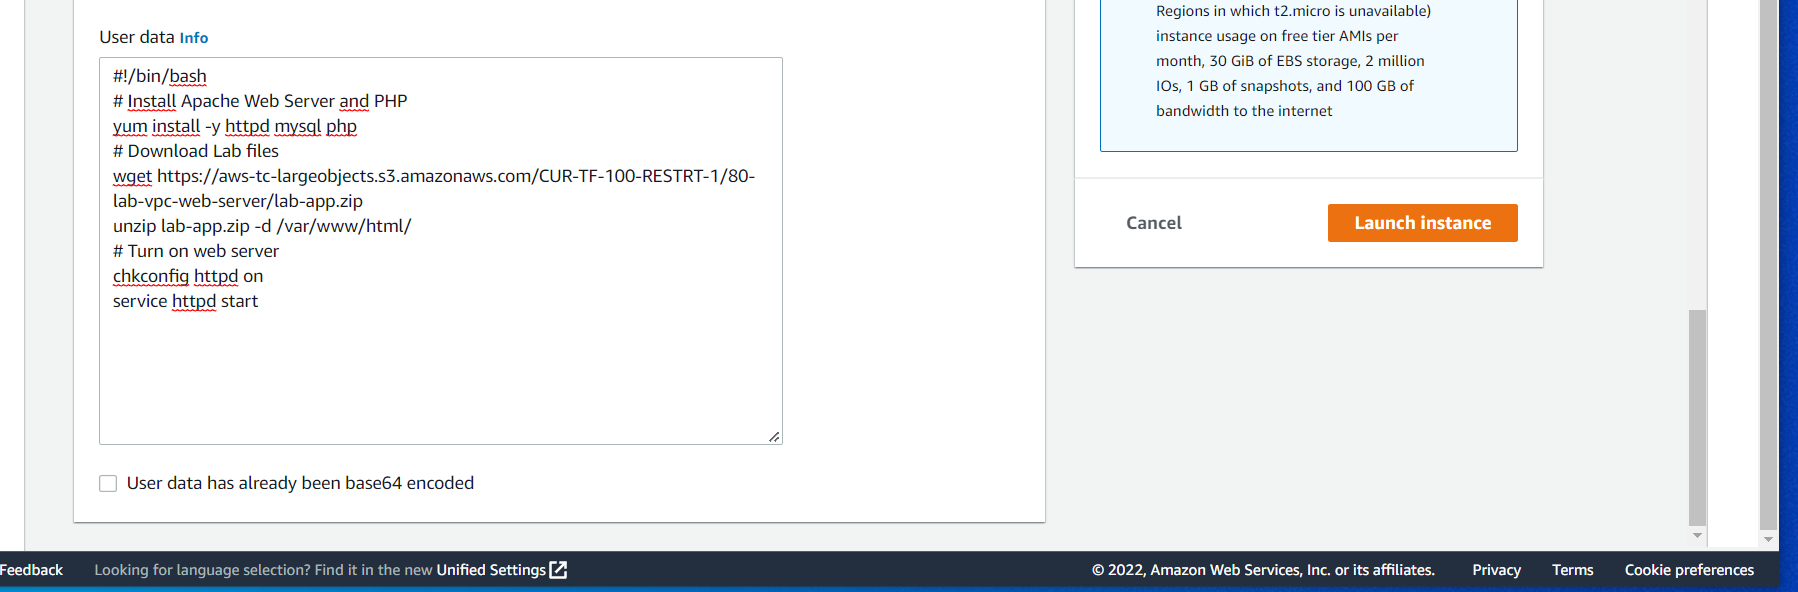 User data Info
#!/bin/bash
# Install Apache Web Server and PHP
yum install -y httpd mysql php
# Download Lab files
wget https://aws-tc-largeobjects.s3.amazonaws.com/CUR-TF-100-RESTRT-1/80-
lab-vpc-web-server/lab-app.zip
unzip lab-app.zip -d /var/www/html/
# Turn on web server
chkconfig httpd on
service httpd start
User data has already been base64 encoded
Regions in which t2.micro is unavailable)
instance usage on free tier AMIs per
month, 30 GiB of EBS storage, 2 million
IOs, 1 GB of snapshots, and 100 GB of
bandwidth to the internet
Cancel
Launch instance
Feedback
Looking for language selection? Find it in the new Unified Settings
© 2022, Amazon Web Services, Inc. or its affiliates.
Privacy
Terms
Cookie preferences